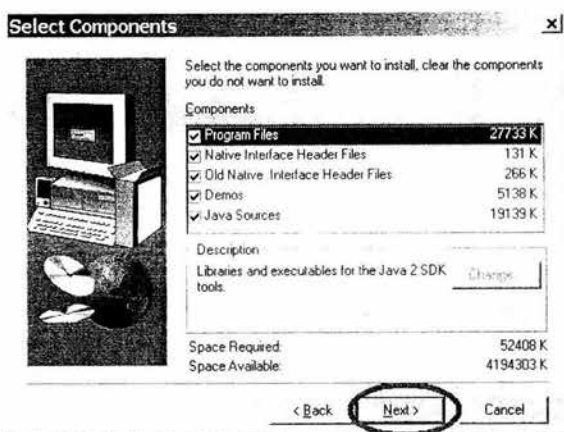 Select Components
Select the components you want to install, clear the components
you do not want to install.
Components
Program Files 27733 K
Native Interface Header Files 131 K
Old Native Interface Header Files 266 K
Demos 5138 K
Java Sources 19139 K
Description
Libraries and executables for the Java 2 SDK
tools.
Change...
Space Required: 52408 K
Space Available: 4194303 K
< Back Next > Cancel